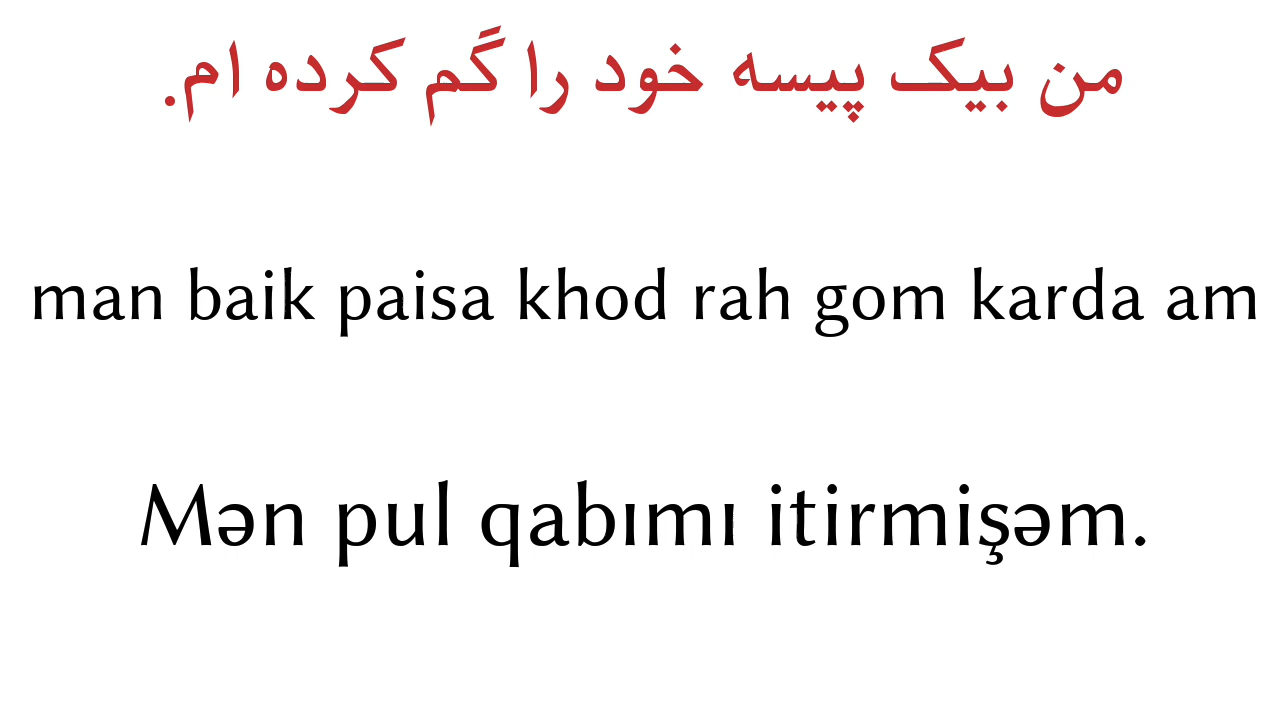 من بیک پیسه خود را گم کرده ام.
man baik paisa khod rah gom karda am
Mən pul qabımı itirmişəm.